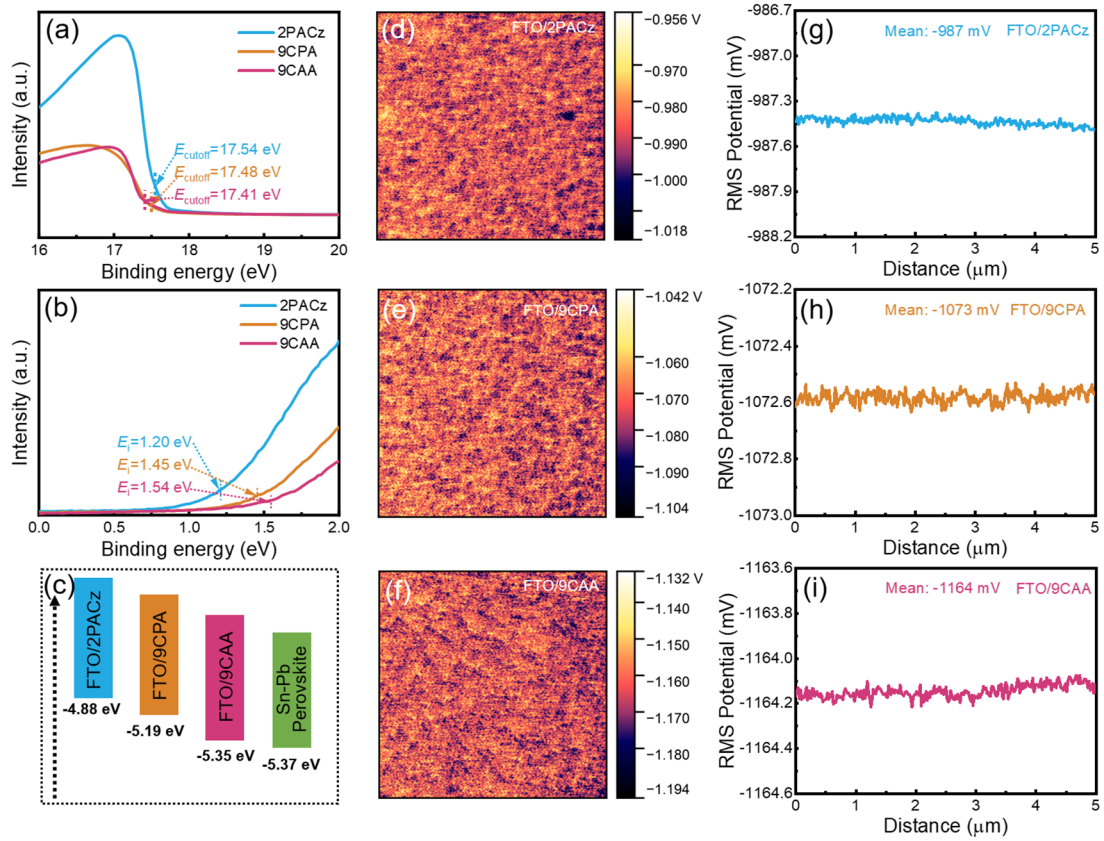 (a)
2PACz
9CPA
9CAA
Ecutoff=17.54 eV
Ecutoff=17.48 eV
Ecutoff=17.41 eV
Intensity (a.u.)
16 17 18 19 20
Binding energy (eV)
(d)
FTO/2PACz
−0.956 V
−0.970
−0.980
−0.990
−1.000
−1.018
(g)
Mean: -987 mV FTO/2PACz
RMS Potential (mV)
-986.7
-987.0
-987.3
-987.6
-987.9
-988.2
0 1 2 3 4 5
Distance (μm)
(b)
2PACz
9CPA
9CAA
Ei=1.20 eV
Ei=1.45 eV
Ei=1.54 eV
Intensity (a.u.)
0.0 0.5 1.0 1.5 2.0
Binding energy (eV)
(e)
FTO/9CPA
−1.042 V
−1.060
−1.070
−1.080
−1.090
−1.104
(h)
Mean: -1073 mV FTO/9CPA
RMS Potential (mV)
-1072.2
-1072.4
-1072.6
-1072.8
-1073.0
0 1 2 3 4 5
Distance (μm)
(c)
FTO/2PACz
-4.88 eV
FTO/9CPA
-5.19 eV
FTO/9CAA
-5.35 eV
Sn-Pb
Perovskite
-5.37 eV
(f)
FTO/9CAA
−1.132 V
−1.140
−1.150
−1.160
−1.170
−1.180
−1.194
(i)
Mean: -1164 mV FTO/9CAA
RMS Potential (mV)
-1163.6
-1163.8
-1164.0
-1164.2
-1164.4
-1164.6
0 1 2 3 4 5
Distance (μm)